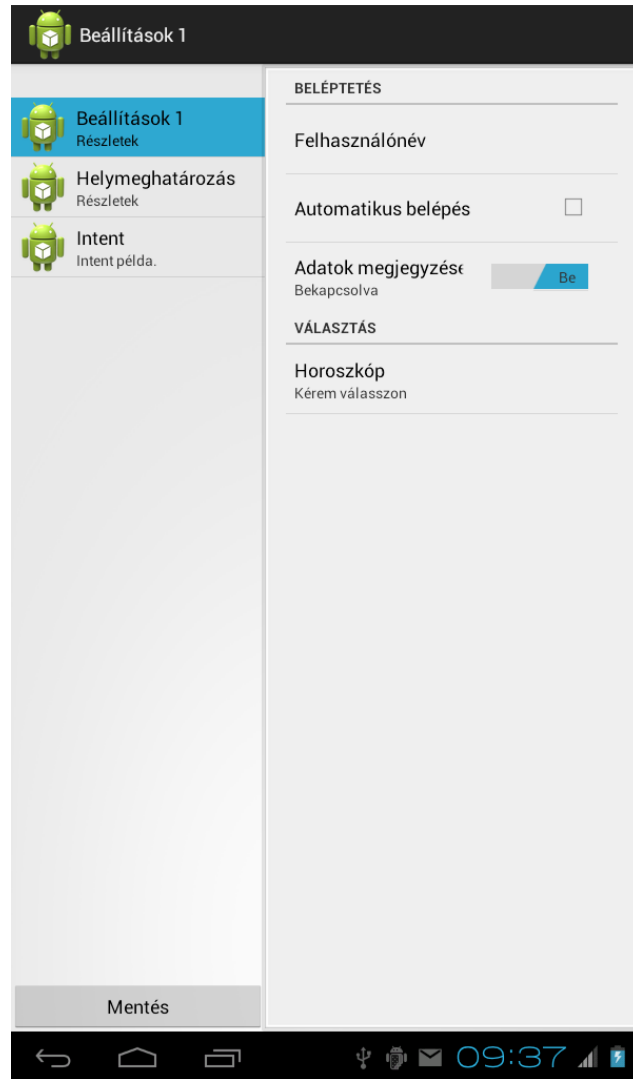 Beállítások 1
Beállítások 1
Részletek
Helymeghatározás
Részletek
Intent
Intent példa.
Mentés
BELÉPTETÉS
Felhasználónév
Automatikus belépés
Adatok megjegyzése
Bekapcsolva
Be
VÁLASZTÁS
Horoszkóp
Kérem válasszon
09:37